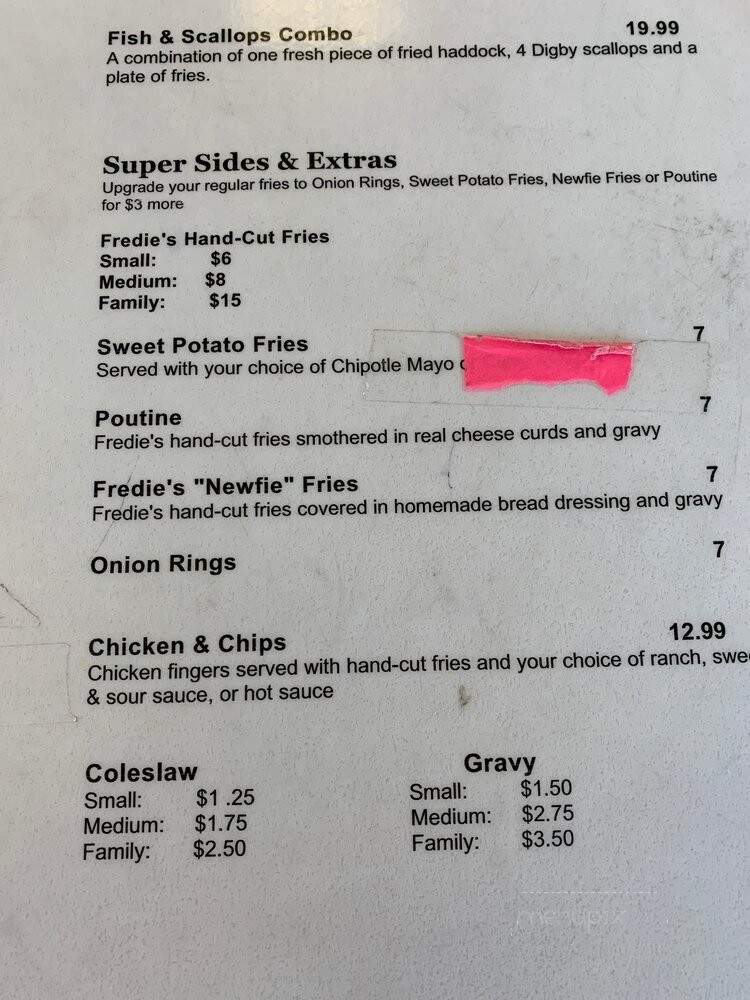 Fish & Scallops Combo 19.99
A combination of one fresh piece of fried haddock, 4 Digby scallops and a
plate of fries.
Super Sides & Extras
Upgrade your regular fries to Onion Rings, Sweet Potato Fries, Newfie Fries or Poutine
for $3 more
Fredie's Hand-Cut Fries
Small: $6
Medium: $8
Family: $15
Sweet Potato Fries 7
Served with your choice of Chipotle Mayo
Poutine 7
Fredie's hand-cut fries smothered in real cheese curds and gravy
Fredie's "Newfie" Fries 7
Fredie's hand-cut fries covered in homemade bread dressing and gravy
Onion Rings 7
Chicken & Chips 12.99
Chicken fingers served with hand-cut fries and your choice of ranch,
& sour sauce, or hot sauce
Coleslaw
Small: $1 .25
Medium: $1.75
Family: $2.50
Gravy
Small: $1.50
Medium: $2.75
Family: $3.50